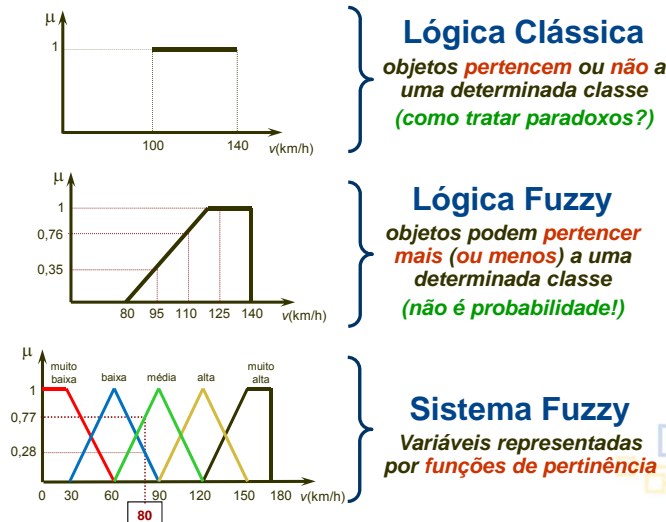 μ
1
100
140
v(km/h)
Lógica Clássica
objetos pertencem ou não a
uma determinada classe
(como tratar paradoxos?)
μ
1
0,76
0,35
80
95
110
125
140
v(km/h)
Lógica Fuzzy
objetos podem pertencer
mais (ou menos) a uma
determinada classe
(não é probabilidade!)
μ
muito
baixa
baixa
média
alta
muito
alta
1
0,77
0,28
0
30
60
90
120
150
180
v(km/h)
80
Sistema Fuzzy
Variáveis representadas
por funções de pertinência